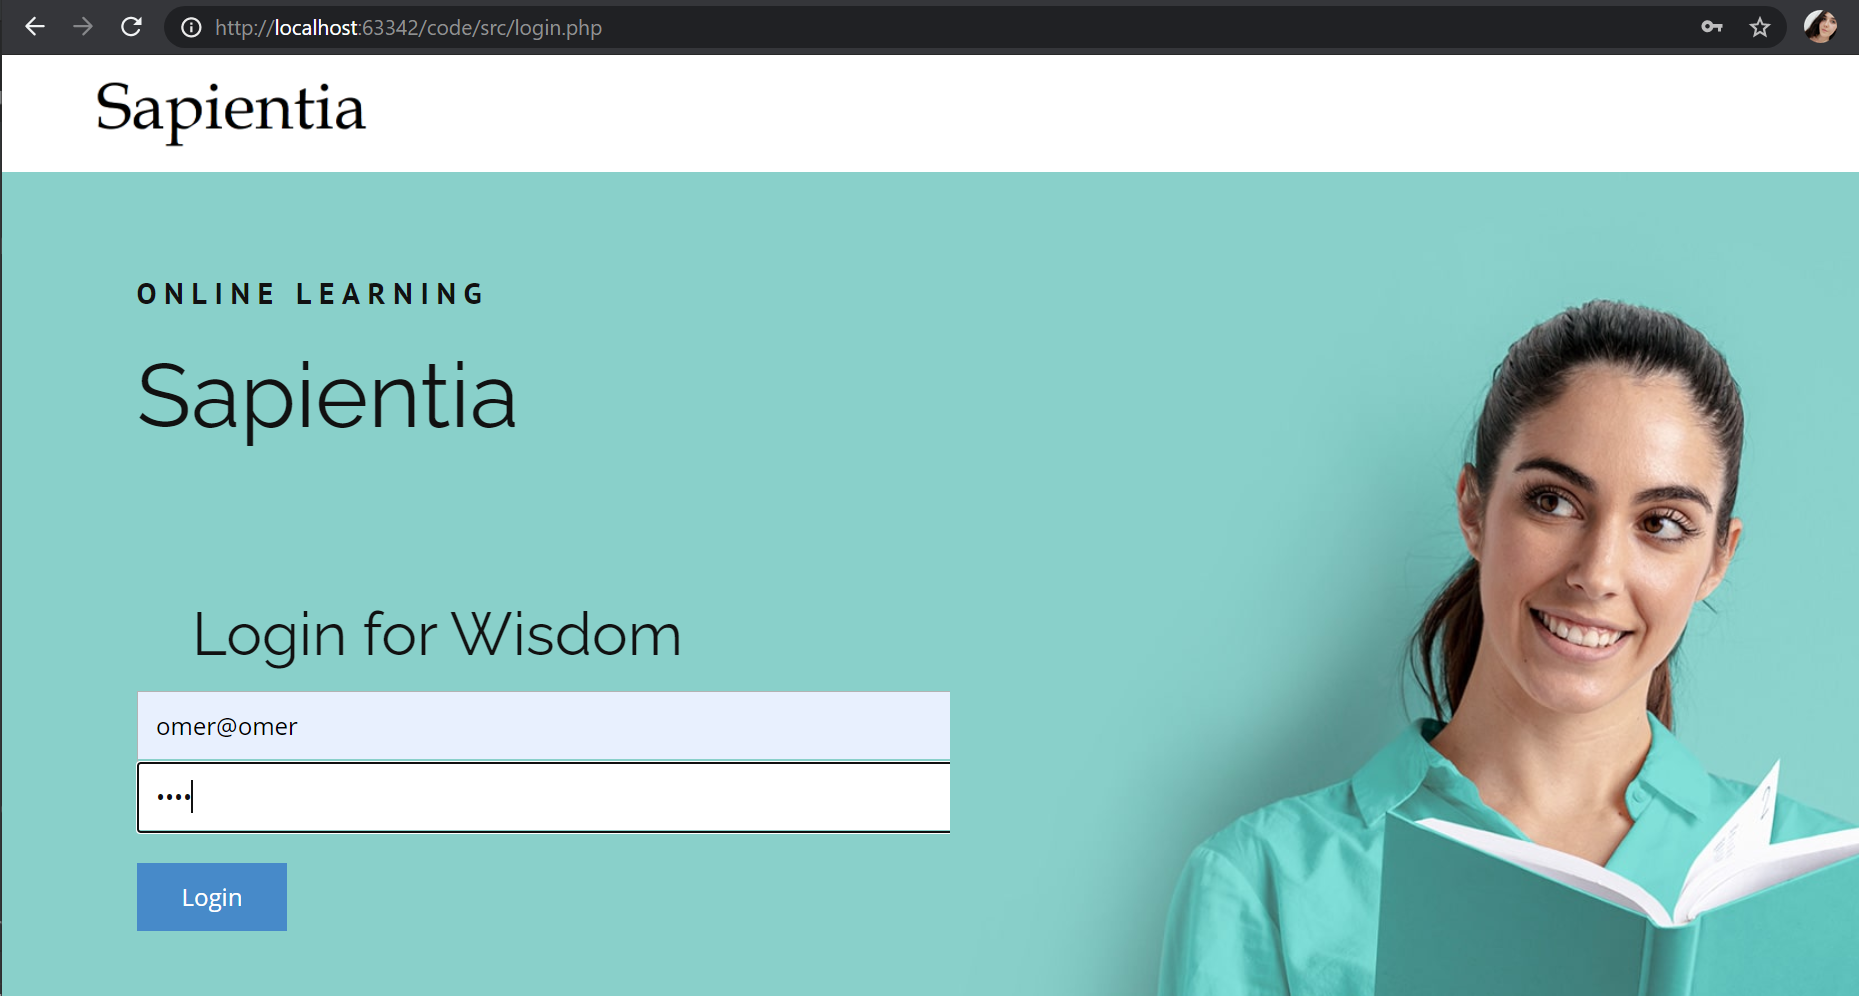 http://localhost:63342/code/src/login.php
Sapientia
ONLINE LEARNING
Sapientia
Login for Wisdom
omer@omer
••••
Login